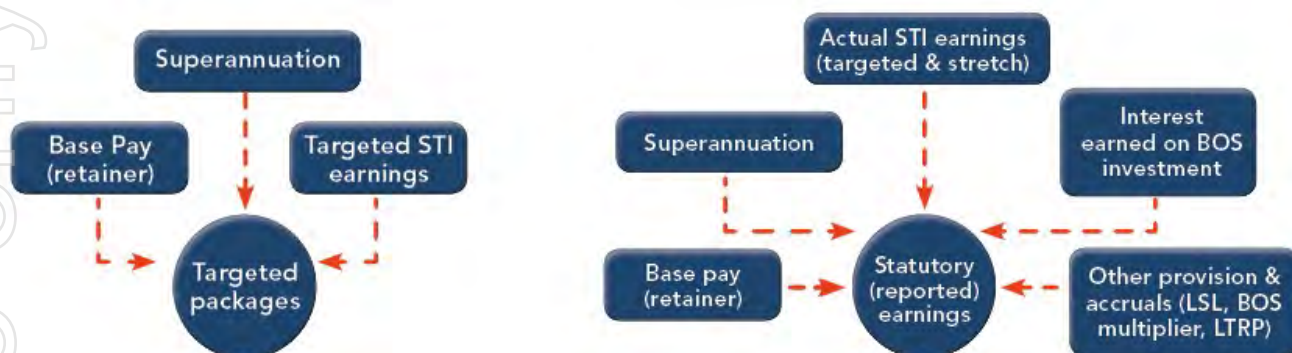 Superannuation
Base Pay
(retainer)
Targeted STI
earnings
Targeted
packages
Actual STI earnings
(targeted & stretch)
Superannuation
Interest
earned on BOS
investment
Base pay
(retainer)
Statutory
(reported)
earnings
Other provision &
accruals (LSL, BOS
multiplier, LTRP)